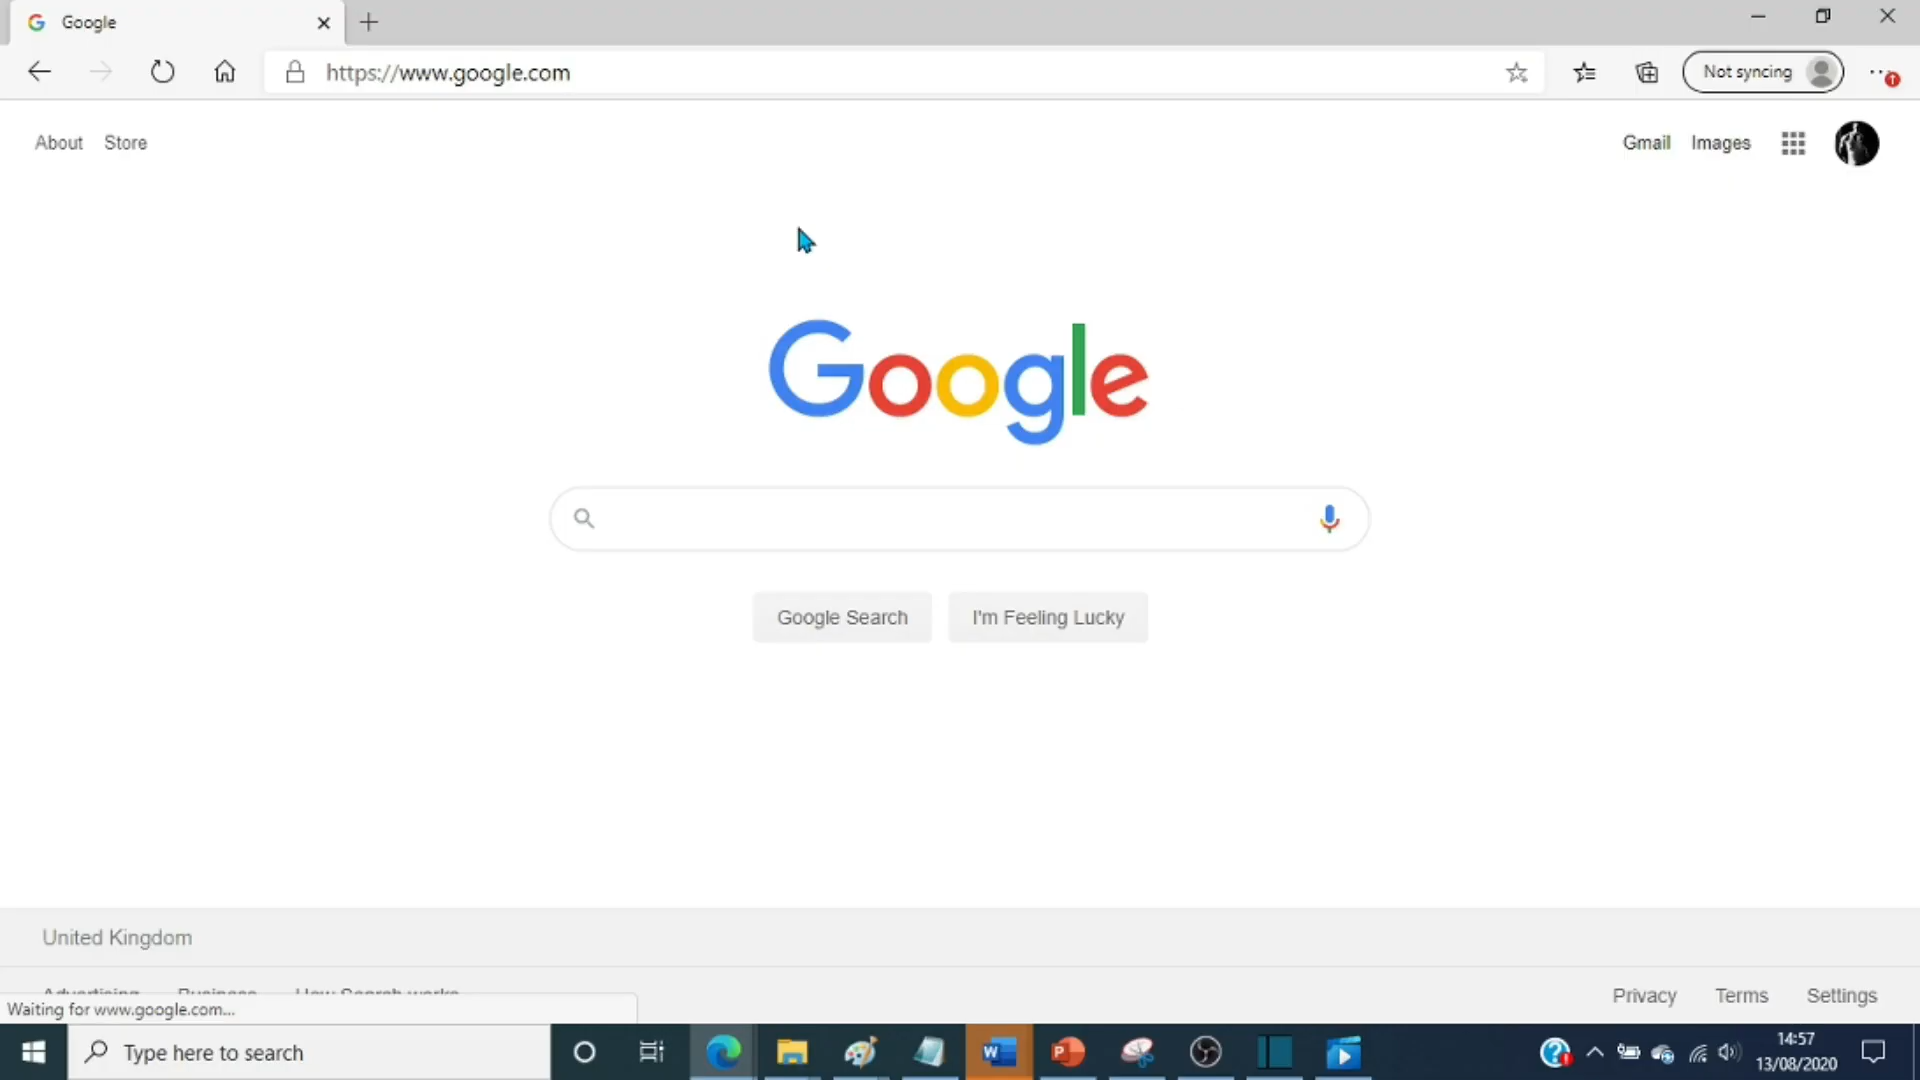 Google
https://www.google.com
Not syncing
About Store
Gmail Images
Google
Google Search
I'm Feeling Lucky
United Kingdom
Advertising Business How Search works
Privacy Terms Settings
Waiting for www.google.com...
Type here to search
14:57
13/08/2020